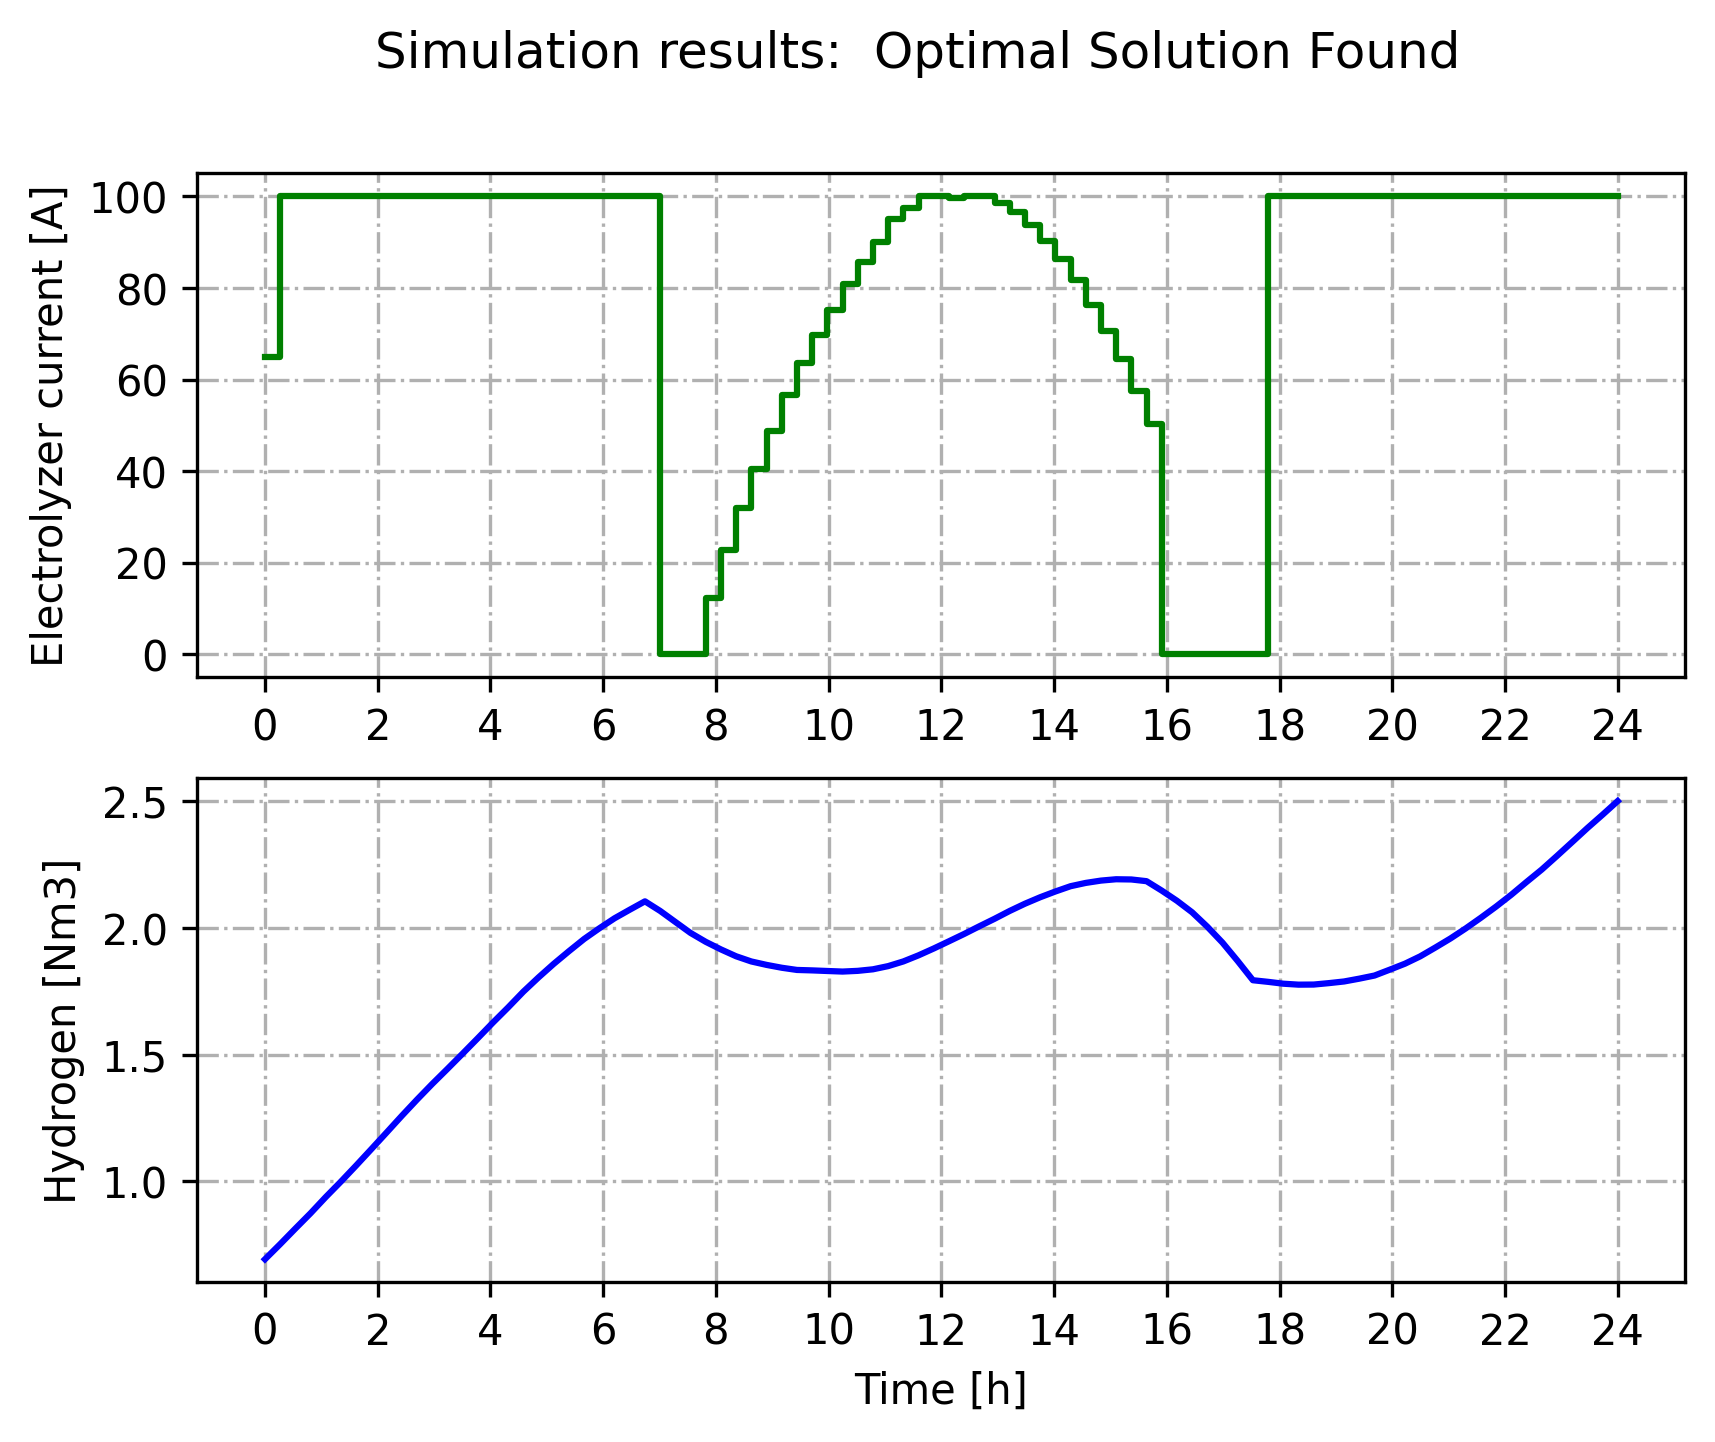 Simulation results:  Optimal Solution Found
Electrolyzer current [A]
100
80
60
40
20
0
0 2 4 6 8 10 12 14 16 18 20 22 24
Hydrogen [Nm3]
2.5
2.0
1.5
1.0
0 2 4 6 8 10 12 14 16 18 20 22 24
Time [h]